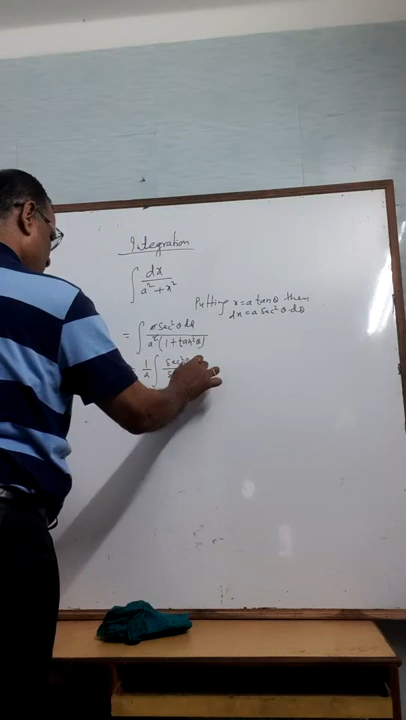 Integration
∫ dx / a² + x²
Putting x = a tanθ then
dx = a sec²θ dθ
= ∫ a sec²θ dθ / a² (1 + tan²θ)
= 1/a ∫ sec²θ